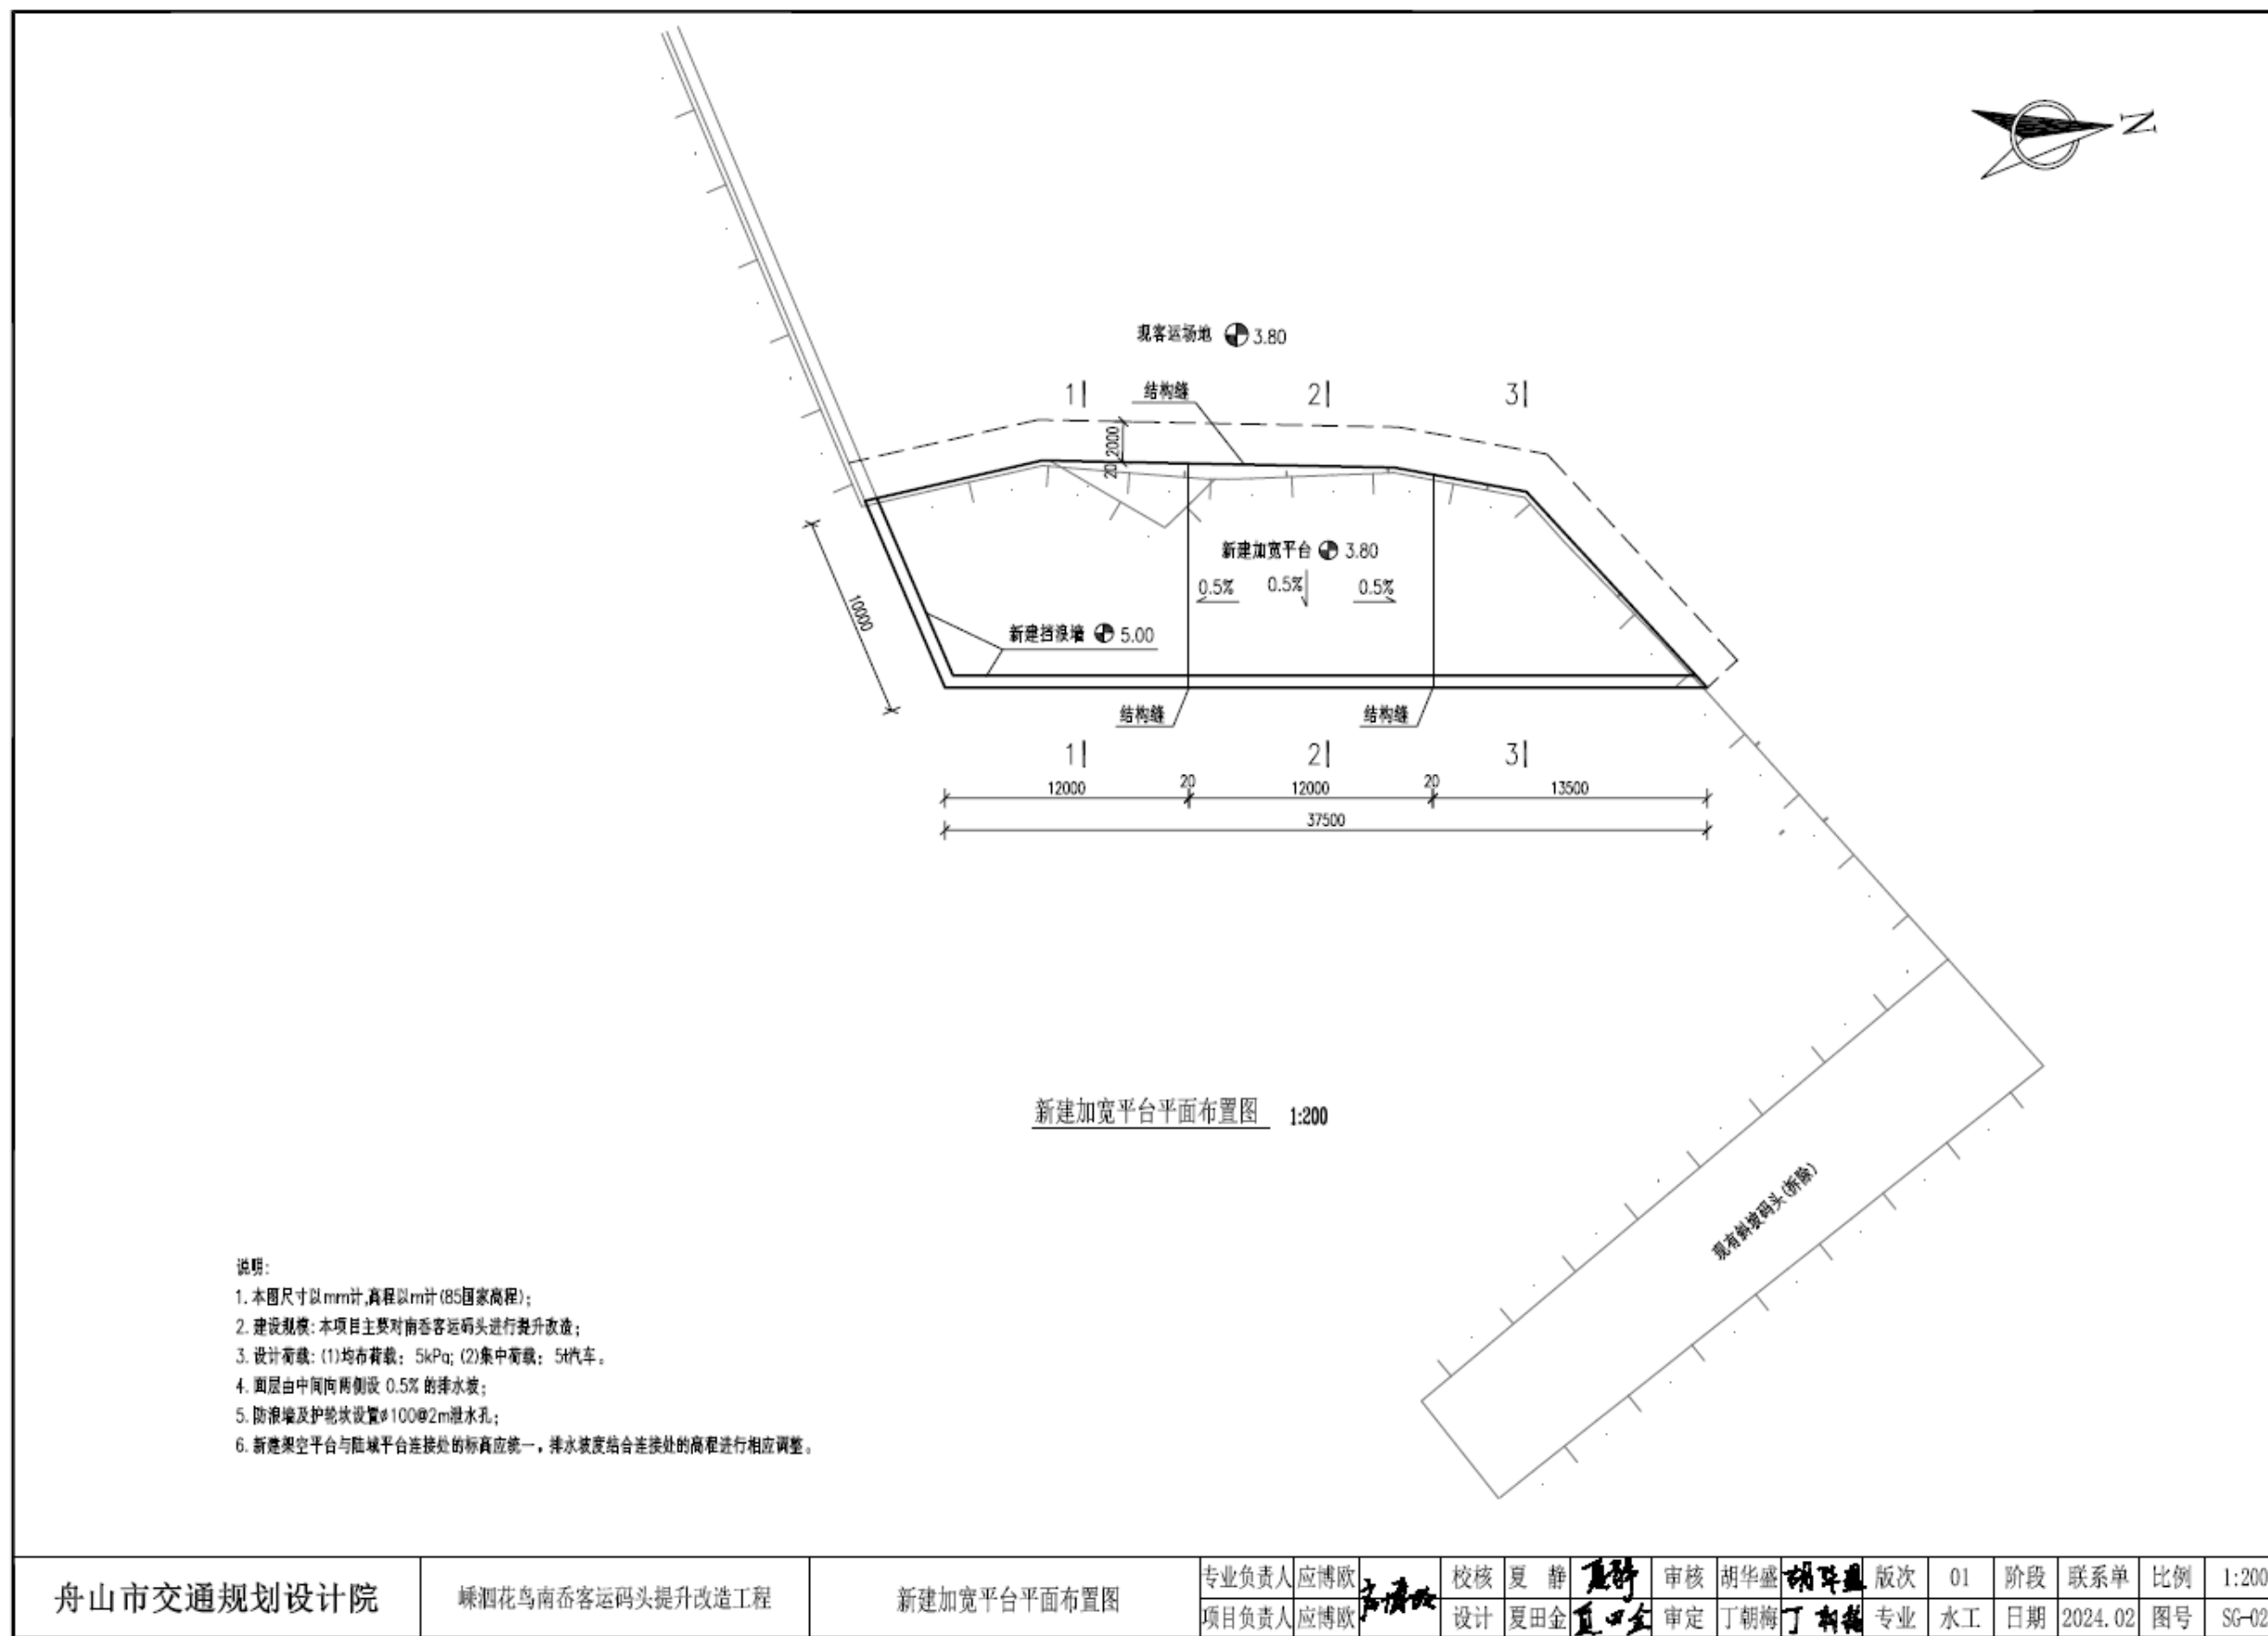 N
现客运场地 3.80
1 结构缝 2 3
2000
20
新建加宽平台 3.80
0.5% 0.5% 0.5%
10000
新建挡浪墙 5.00
结构缝 结构缝
1 2 3
12000 20 12000 20 13500
37500
新建加宽平台平面布置图 1:200
现有斜坡码头(拆除)
说明:
1. 本图尺寸以mm计,高程以m计(85国家高程);
2. 建设规模: 本项目主要对南岙客运码头进行提升改造;
3. 设计荷载: (1)均布荷载: 5kPa; (2)集中荷载: 5t汽车。
4. 面层由中间向两侧设 0.5% 的排水坡;
5. 防浪墙及护轮坎设置ø100@2m泄水孔;
6. 新建架空平台与陆域平台连接处的标高应统一，排水坡度结合连接处的高程进行相应调整。
舟山市交通规划设计院 嵊泗花鸟南岙客运码头提升改造工程 新建加宽平台平面布置图
专业负责人 应博欧 校核 夏 静 夏静 审核 胡华盛 胡华盛 版次 01 阶段 联系单 比例 1:200
项目负责人 应博欧 设计 夏田金 夏田金 审定 丁朝梅 丁朝梅 专业 水工 日期 2024.02 图号 SG-02